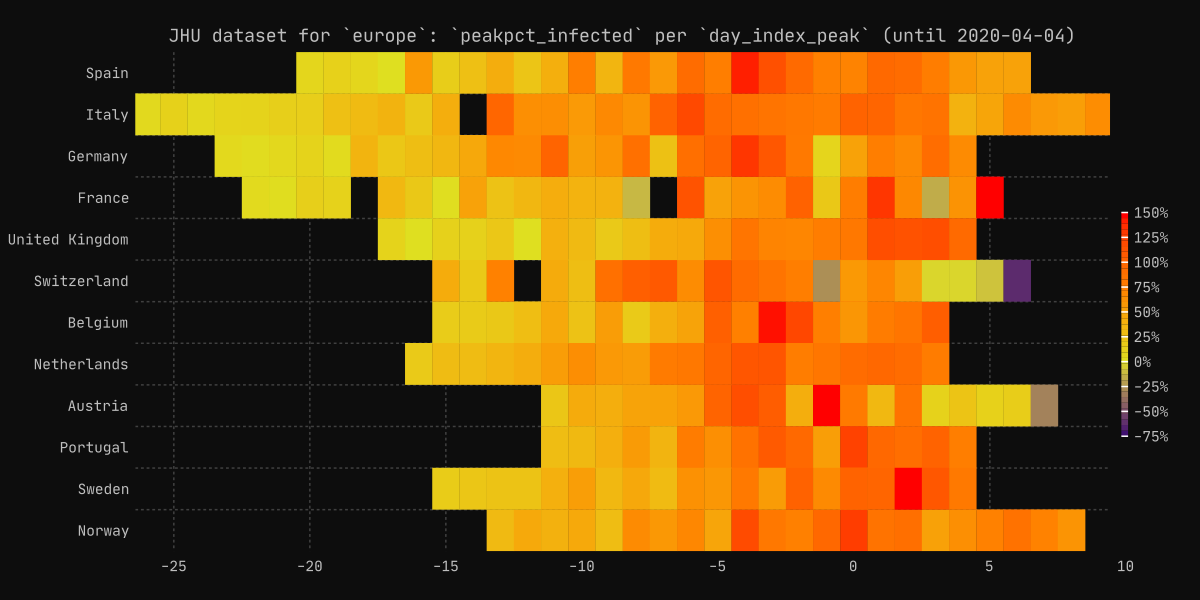 JHU dataset for `europe`: `peakpct_infected` per `day_index_peak` (until 2020-04-04)
Spain
Italy
Germany
France
United Kingdom
Switzerland
Belgium
Netherlands
Austria
Portugal
Sweden
Norway
-25 -20 -15 -10 -5 0 5 10
150%
125%
100%
75%
50%
25%
0%
-25%
-50%
-75%